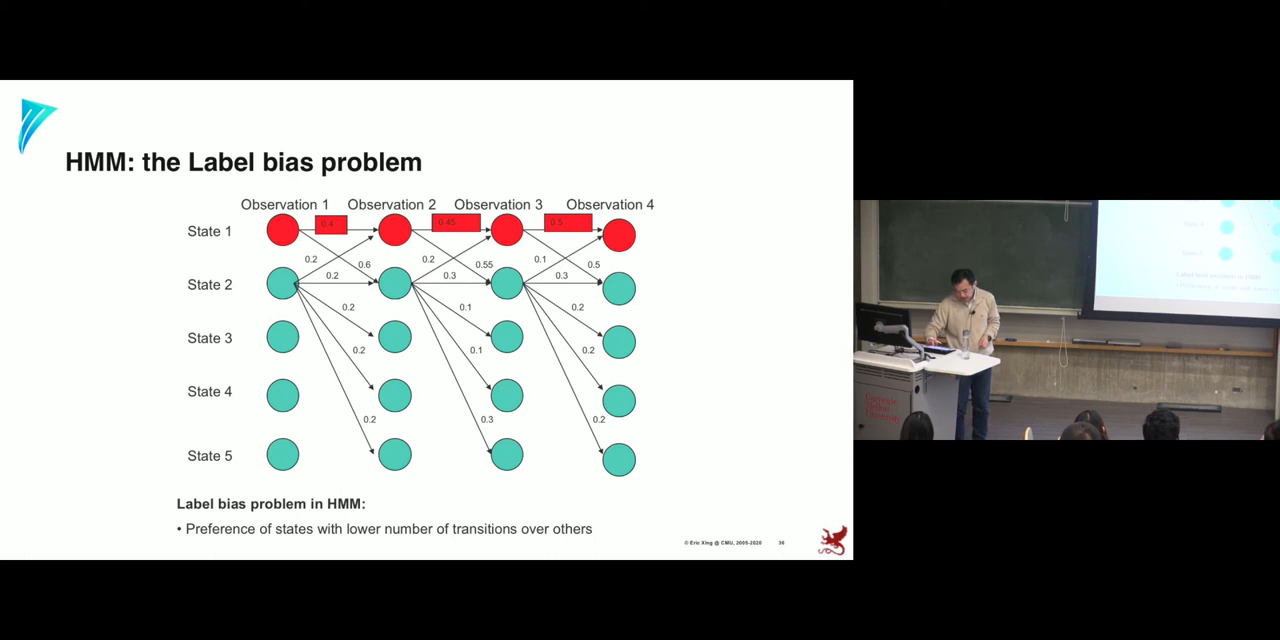 HMM: the Label bias problem
Observation 1 Observation 2 Observation 3 Observation 4
State 1
0.4 0.45 0.5
0.2 0.6 0.2 0.55 0.1 0.5
State 2
0.2 0.3 0.3
0.2 0.1 0.2
State 3
0.2 0.1 0.2
State 4
0.2 0.3 0.2
State 5
Label bias problem in HMM:
• Preference of states with lower number of transitions over others
© Eric Xing @ CMU, 2005-2020 36
Carnegie
Mellon
University